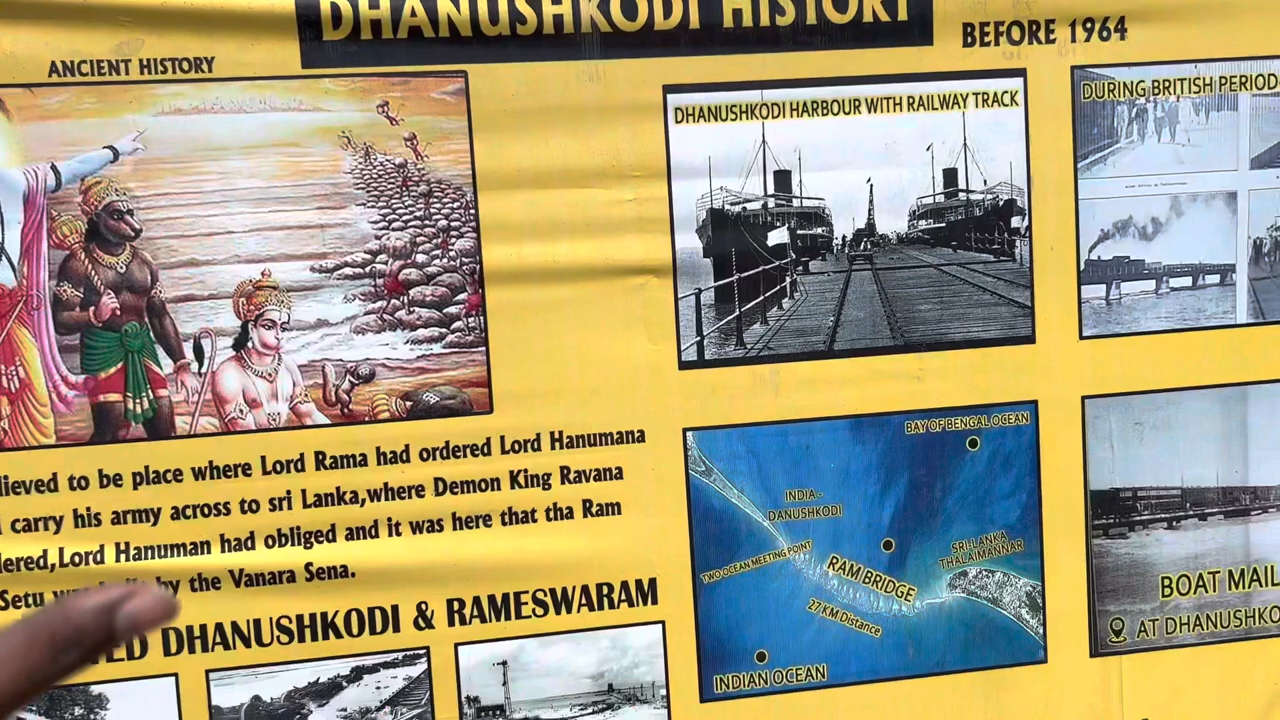 DHANUSHKODI HISTORY
BEFORE 1964
ANCIENT HISTORY
DHANUSHKODI HARBOUR WITH RAILWAY TRACK
DURING BRITISH PERIOD
lieved to be place where Lord Rama had ordered Lord Hanumana
carry his army across to sri Lanka,where Demon King Ravana
ered,Lord Hanuman had obliged and it was here that tha Ram
Setu by the Vanara Sena.
BAY OF BENGAL OCEAN
INDIA -
DANUSHKODI
TWO OCEAN MEETING POINT
RAM BRIDGE
SRI-LANKA
THALAIMANNAR
27 KM Distance
INDIAN OCEAN
BOAT MAIL
AT DHANUSHKO
TED DHANUSHKODI & RAMESWARAM